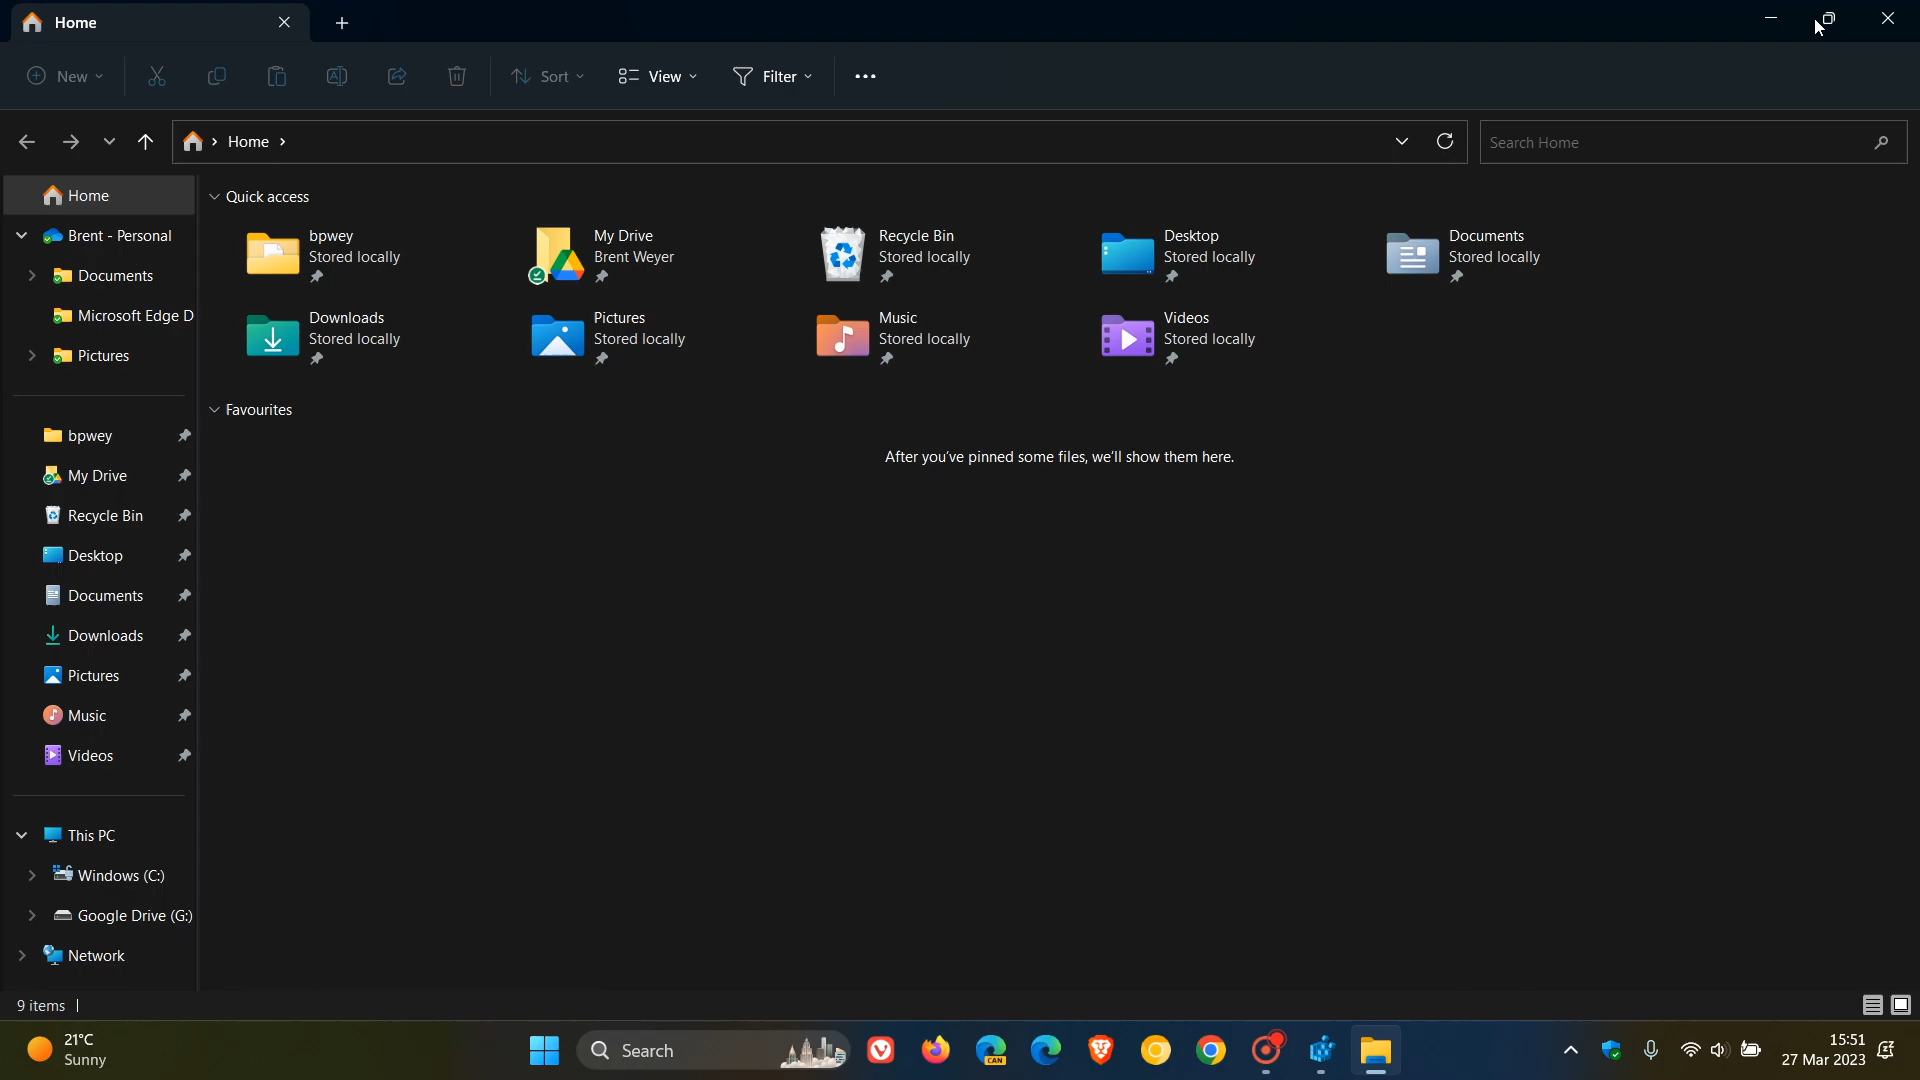 Home
New
Sort
View
Filter
Home
Search Home
Home
Brent - Personal
Documents
Microsoft Edge D
Pictures
bpwey
My Drive
Recycle Bin
Desktop
Documents
Downloads
Pictures
Music
Videos
This PC
Windows (C:)
Google Drive (G:)
Network
Quick access
bpwey
Stored locally
My Drive
Brent Weyer
Recycle Bin
Stored locally
Desktop
Stored locally
Documents
Stored locally
Downloads
Stored locally
Pictures
Stored locally
Music
Stored locally
Videos
Stored locally
Favourites
After you've pinned some files, we'll show them here.
9 items
21°C
Sunny
Search
CAN
15:51
27 Mar 2023